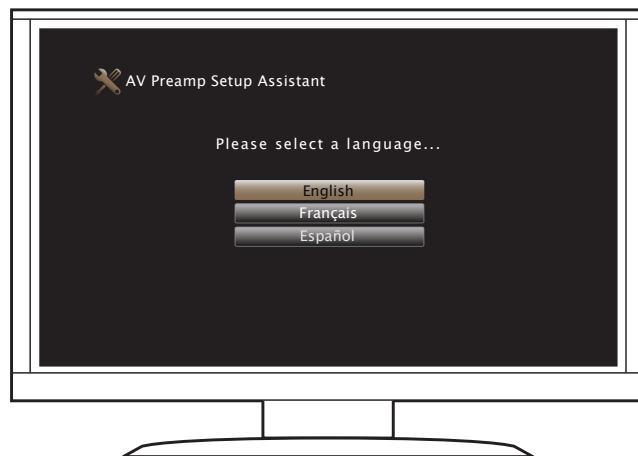 AV Preamp Setup Assistant
Please select a language...
English
Français
Español